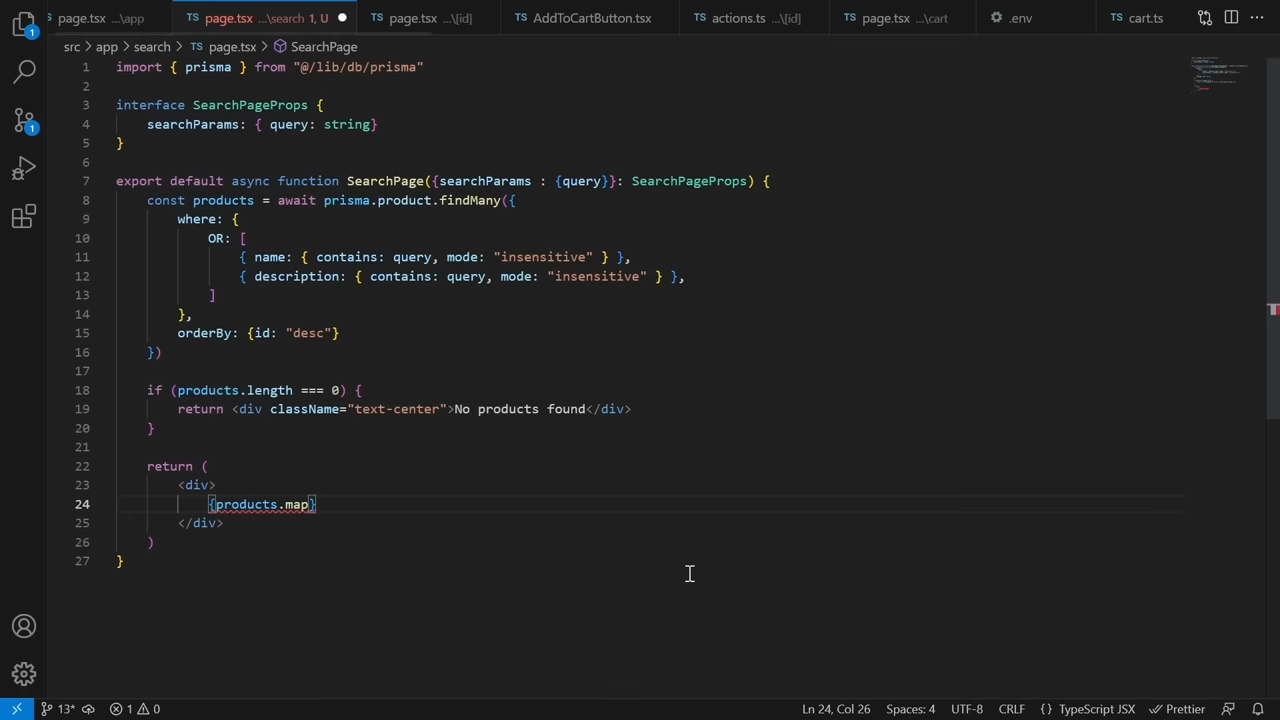 page.tsx ...\app
page.tsx ...\search 1, U
page.tsx ...\[id]
AddToCartButton.tsx
actions.ts ...\[id]
page.tsx ...\cart
.env
cart.ts
src > app > search > TS page.tsx > SearchPage
1 import { prisma } from "@/lib/db/prisma"
2
3 interface SearchPageProps {
4 searchParams: { query: string}
5 }
6
7 export default async function SearchPage({searchParams : {query}}: SearchPageProps) {
8 const products = await prisma.product.findMany({
9 where: {
10 OR: [
11 { name: { contains: query, mode: "insensitive" } },
12 { description: { contains: query, mode: "insensitive" } },
13 ]
14 },
15 orderBy: {id: "desc"}
16 })
17
18 if (products.length === 0) {
19 return <div className="text-center">No products found</div>
20 }
21
22 return (
23 <div>
24 {products.map}
25 </div>
26 )
27 }
13* 1 0 Ln 24, Col 26 Spaces: 4 UTF-8 CRLF {} TypeScript JSX Prettier